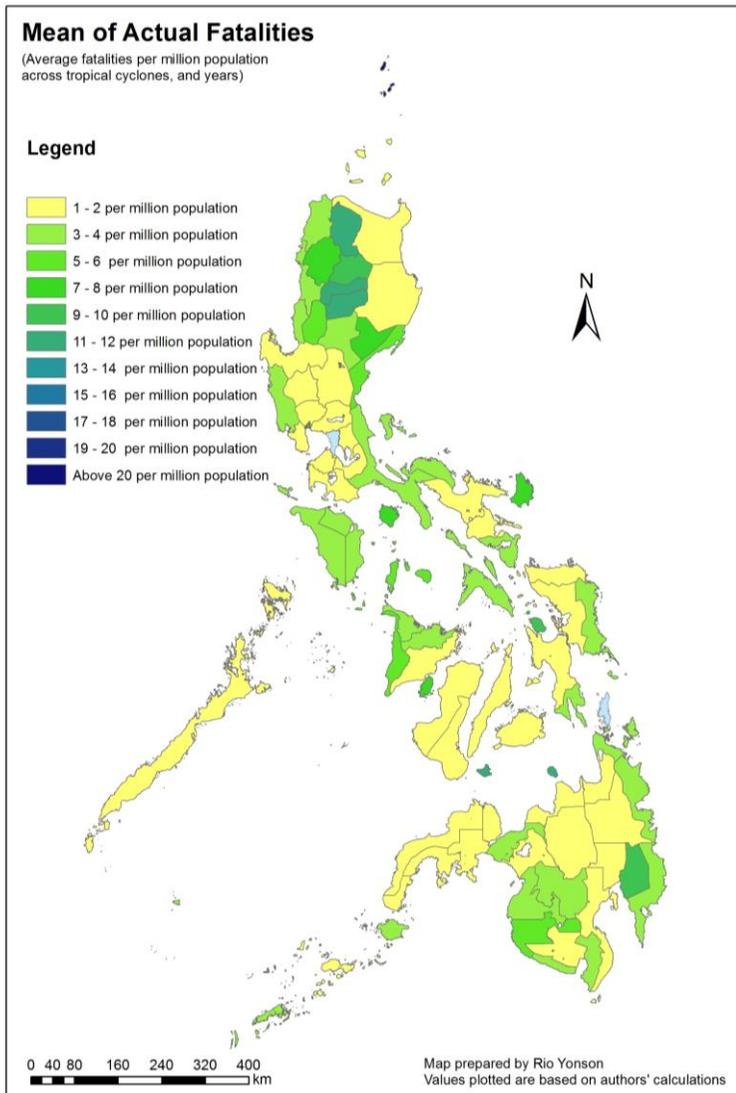 Mean of Actual Fatalities
(Average fatalities per million population
across tropical cyclones, and years)
Legend
1 - 2 per million population
3 - 4 per million population
5 - 6 per million population
7 - 8 per million population
9 - 10 per million population
11 - 12 per million population
13 - 14 per million population
15 - 16 per million population
17 - 18 per million population
19 - 20 per million population
Above 20 per million population
N
0 40 80 160 240 320 400
km
Map prepared by Rio Yonson
Values plotted are based on authors' calculations